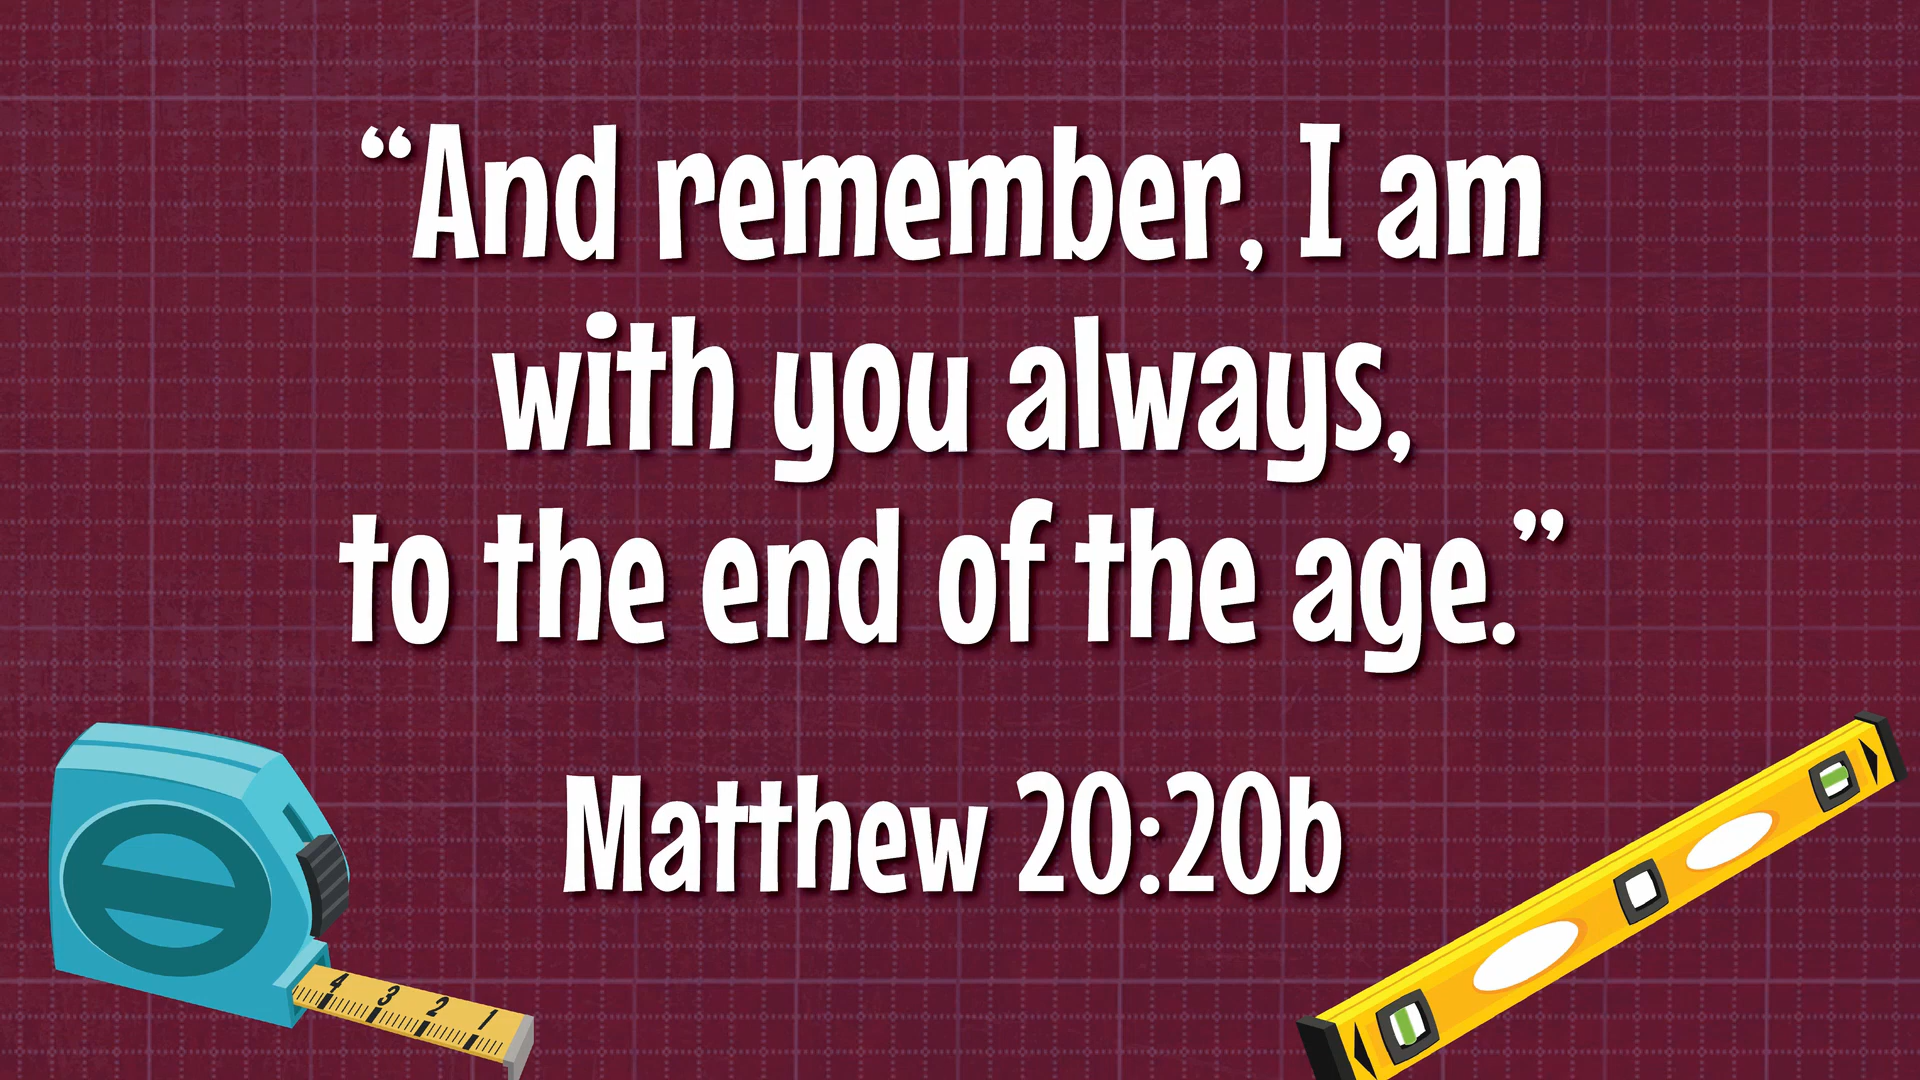 “And remember, I am
with you always,
to the end of the age.”
Matthew 20:20b
4 3 2 1